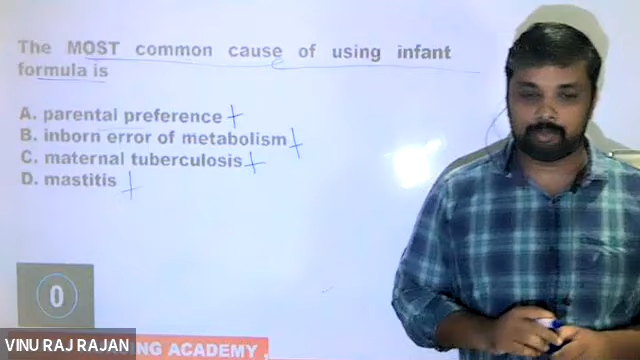 The MOST common cause of using infant
formula is
A. parental preference +
B. inborn error of metabolism +
C. maternal tuberculosis +
D. mastitis +
0
VINU RAJ RAJAN
ING ACADEMY